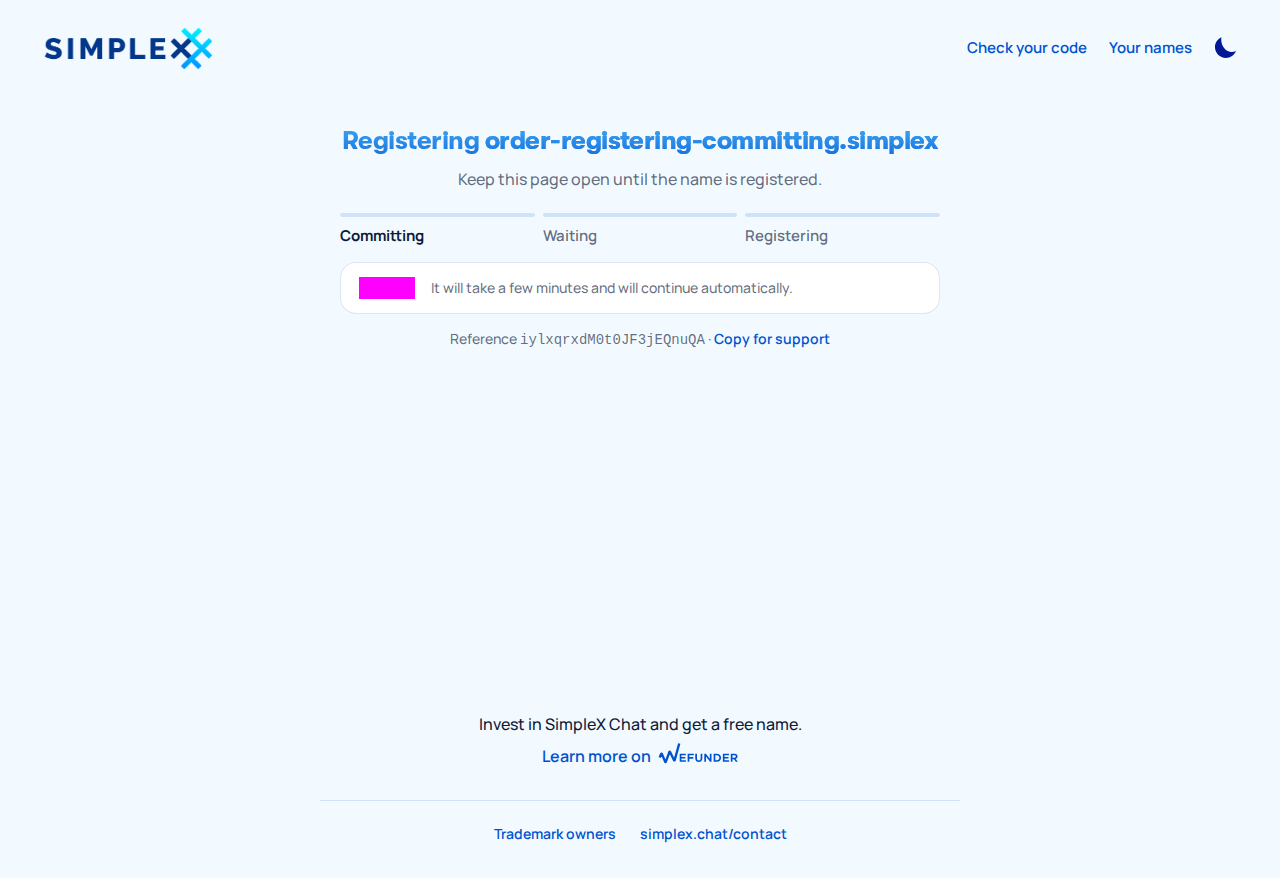 SIMPLEX
Check your code
Your names
Registering order-registering-committing.simplex
Keep this page open until the name is registered.
Committing
Waiting
Registering
It will take a few minutes and will continue automatically.
Reference iylxqrxdM0t0JF3jEQnuQA · Copy for support
Invest in SimpleX Chat and get a free name.
Learn more on WEFUNDER
Trademark owners
simplex.chat/contact